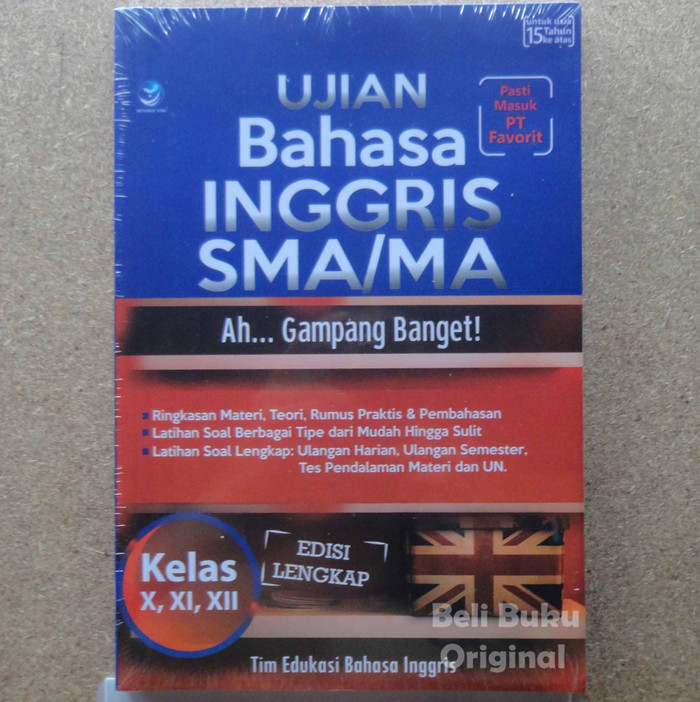 untuk usia
15 Tahun
ke atas
UJIAN
Bahasa
INGGRIS
SMA/MA
Pasti
Masuk
PT
Favorit
Ah... Gampang Banget!
Ringkasan Materi, Teori, Rumus Praktis & Pembahasan
Latihan Soal Berbagai Tipe dari Mudah Hingga Sulit
Latihan Soal Lengkap: Ulangan Harian, Ulangan Semester,
Tes Pendalaman Materi dan UN.
Kelas
X, XI, XII
EDISI
LENGKAP
Beli Buku
Original
Tim Edukasi Bahasa Inggris